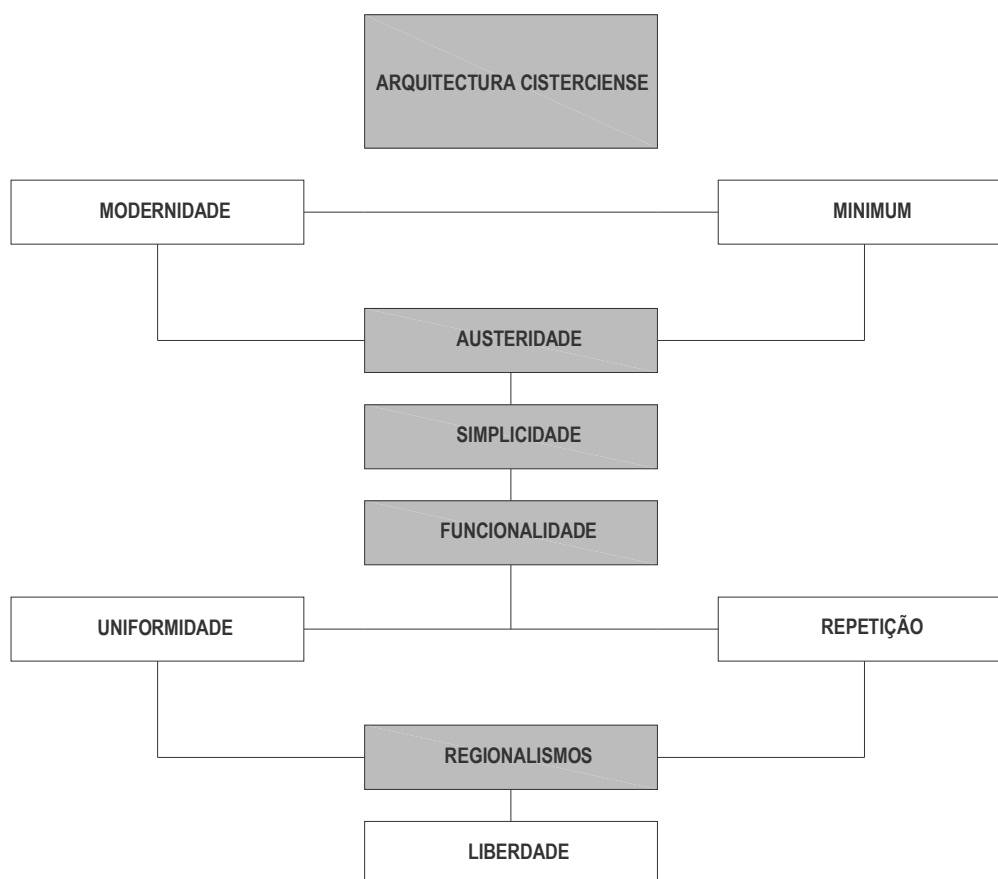 ARQUITECTURA CISTERCIENSE
MODERNIDADE
MINIMUM
AUSTERIDADE
SIMPLICIDADE
FUNCIONALIDADE
UNIFORMIDADE
REPETIÇÃO
REGIONALISMOS
LIBERDADE